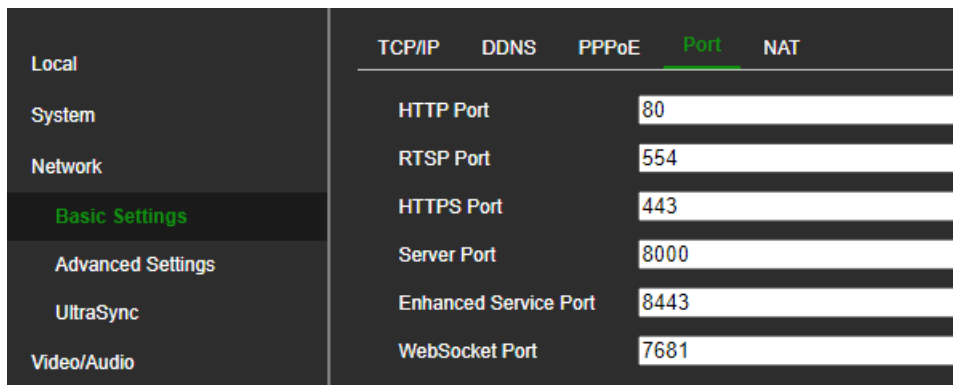 Local
System
Network
Basic Settings
Advanced Settings
UltraSync
Video/Audio
TCP/IP DDNS PPPoE Port NAT
HTTP Port 80
RTSP Port 554
HTTPS Port 443
Server Port 8000
Enhanced Service Port 8443
WebSocket Port 7681